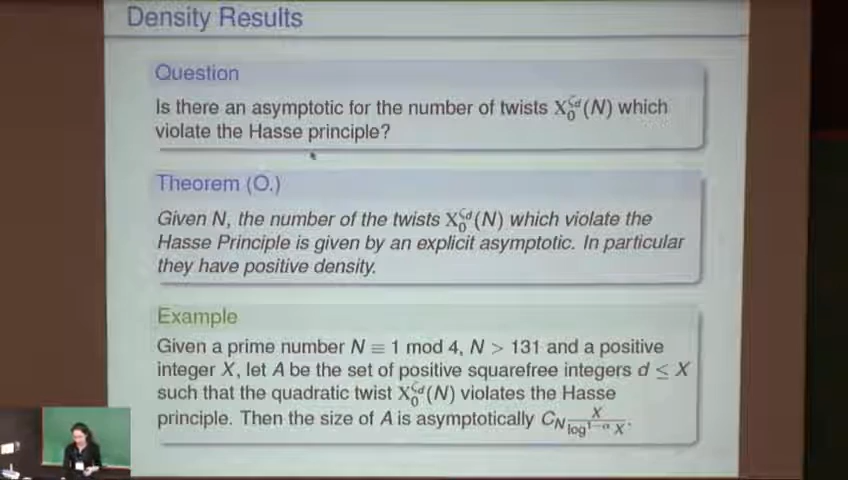 Density Results
Question
Is there an asymptotic for the number of twists X₀^{ζ_d}(N) which
violate the Hasse principle?
Theorem (O.)
Given N, the number of the twists X₀^{ζ_d}(N) which violate the
Hasse Principle is given by an explicit asymptotic. In particular
they have positive density.
Example
Given a prime number N ≡ 1 mod 4, N > 131 and a positive
integer X, let A be the set of positive squarefree integers d ≤ X
such that the quadratic twist X₀^{ζ_d}(N) violates the Hasse
principle. Then the size of A is asymptotically C_N X/log^{1−α} X.